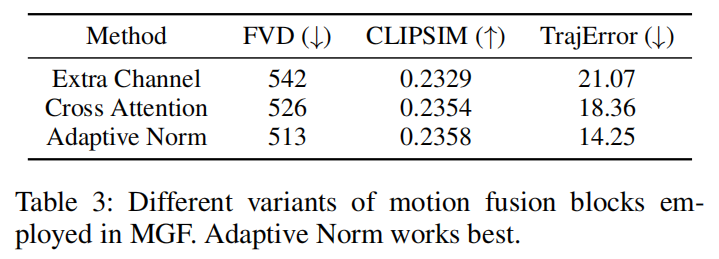 Method FVD (↓) CLIPSIM (↑) TrajError (↓)
Extra Channel 542 0.2329 21.07
Cross Attention 526 0.2354 18.36
Adaptive Norm 513 0.2358 14.25
Table 3: Different variants of motion fusion blocks em-
ployed in MGF. Adaptive Norm works best.